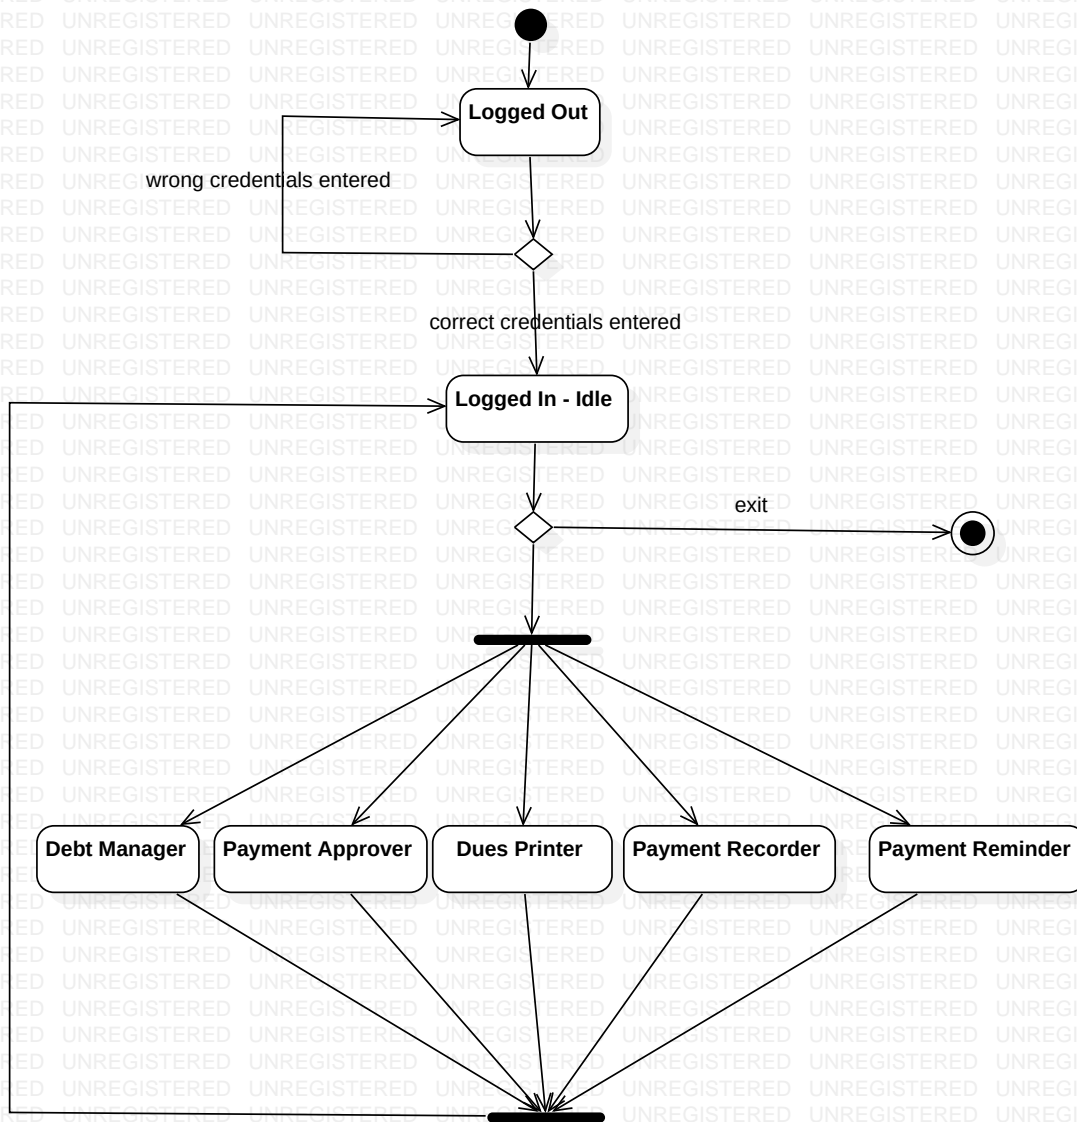 Logged Out
wrong credentials entered
correct credentials entered
Logged In - Idle
exit
Debt Manager
Payment Approver
Dues Printer
Payment Recorder
Payment Reminder
UNREGISTERED